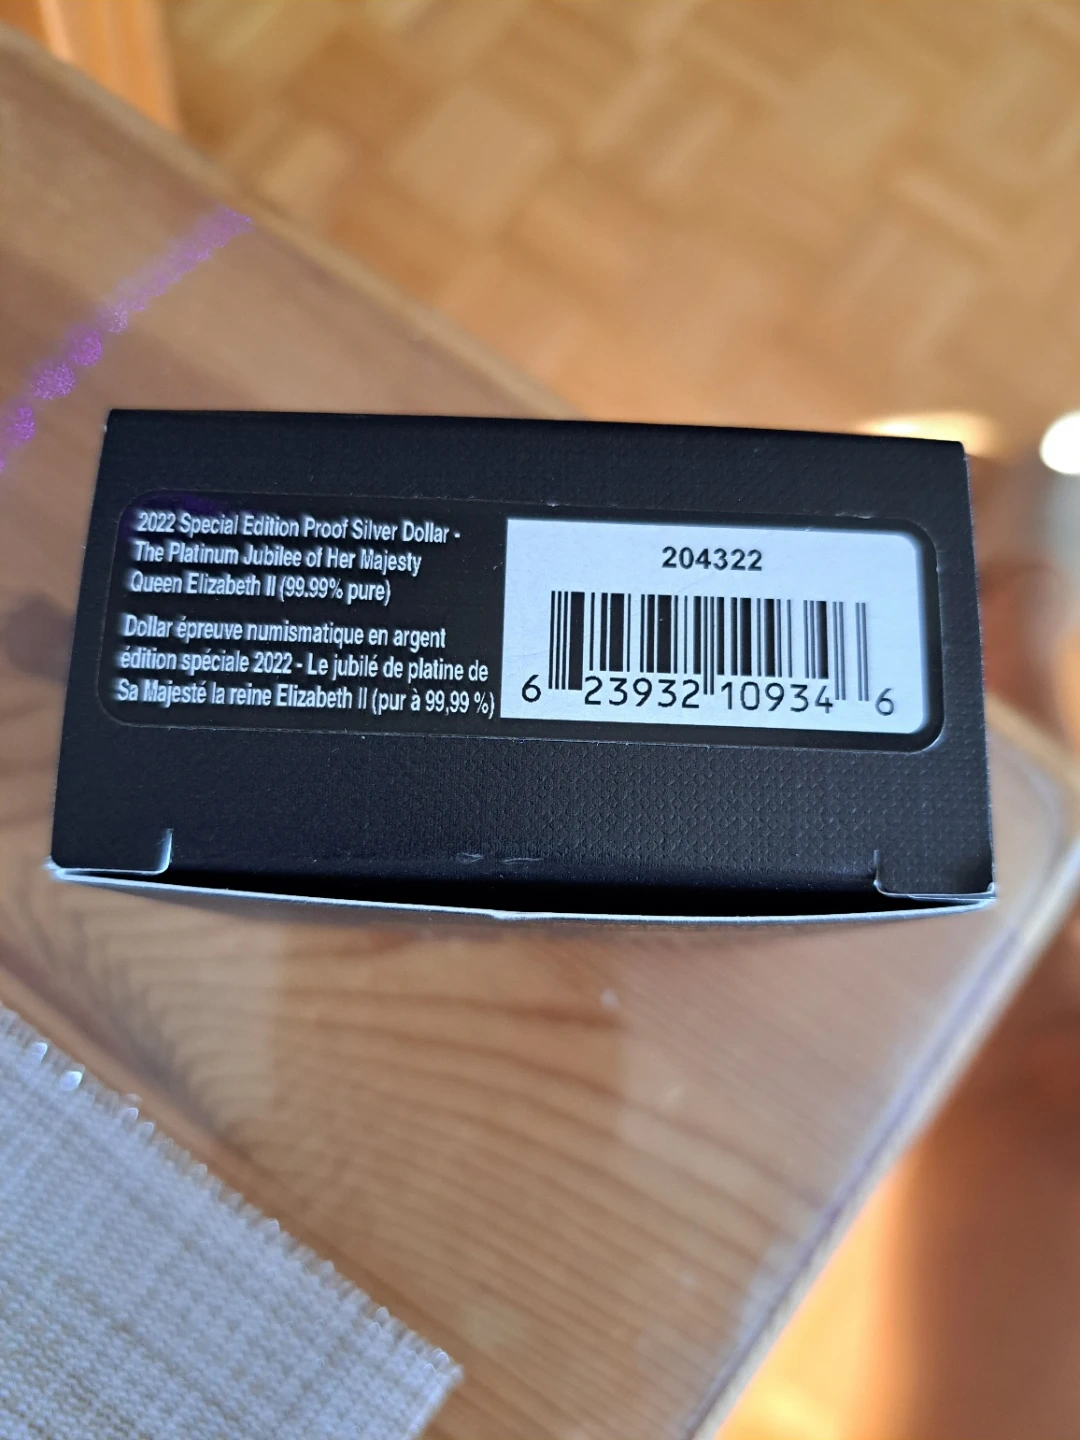 2022 Special Edition Proof Silver Dollar -
The Platinum Jubilee of Her Majesty
Queen Elizabeth II (99.99% pure)
Dollar épreuve numismatique en argent
édition spéciale 2022 - Le jubilé de platine de
Sa Majesté la reine Elizabeth II (pur à 99,99 %)
204322
6 23932 10934 6